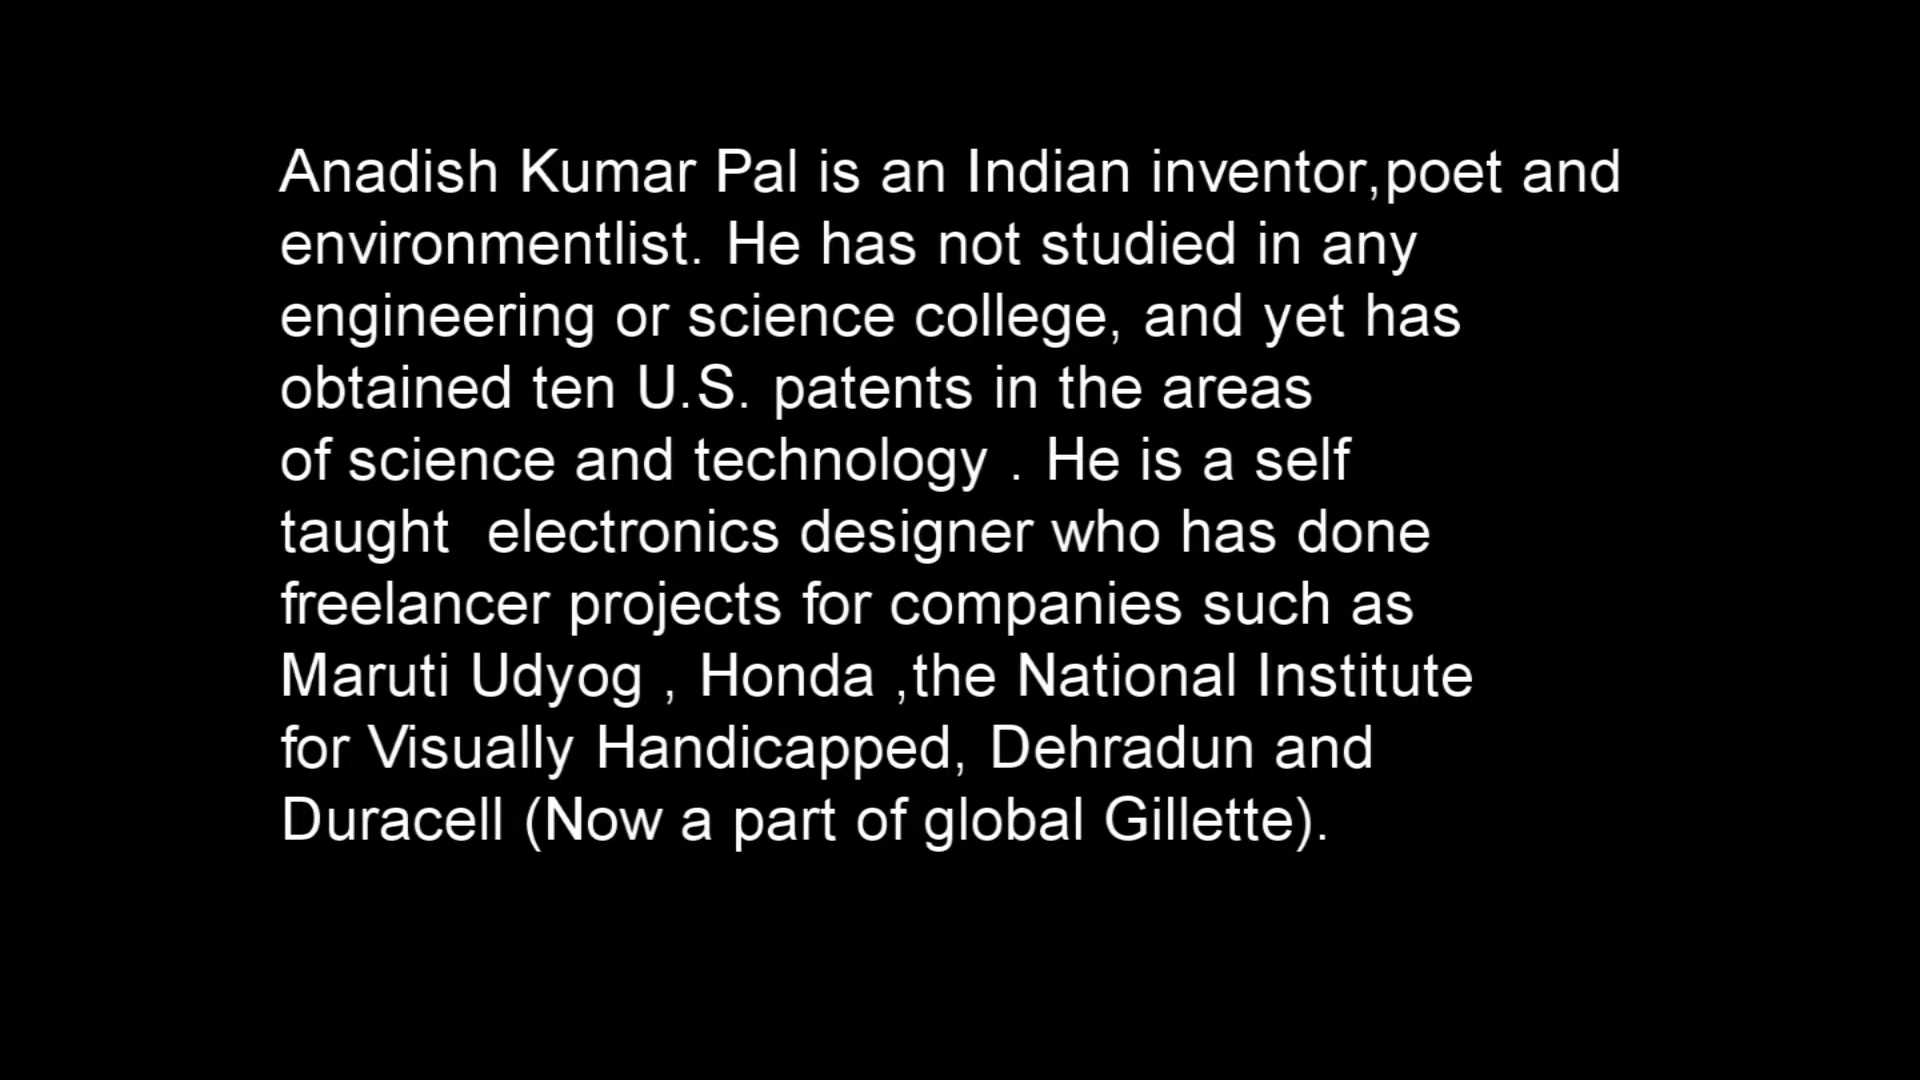 Anadish Kumar Pal is an Indian inventor,poet and
environmentlist. He has not studied in any
engineering or science college, and yet has
obtained ten U.S. patents in the areas
of science and technology . He is a self
taught  electronics designer who has done
freelancer projects for companies such as
Maruti Udyog , Honda ,the National Institute
for Visually Handicapped, Dehradun and
Duracell (Now a part of global Gillette).